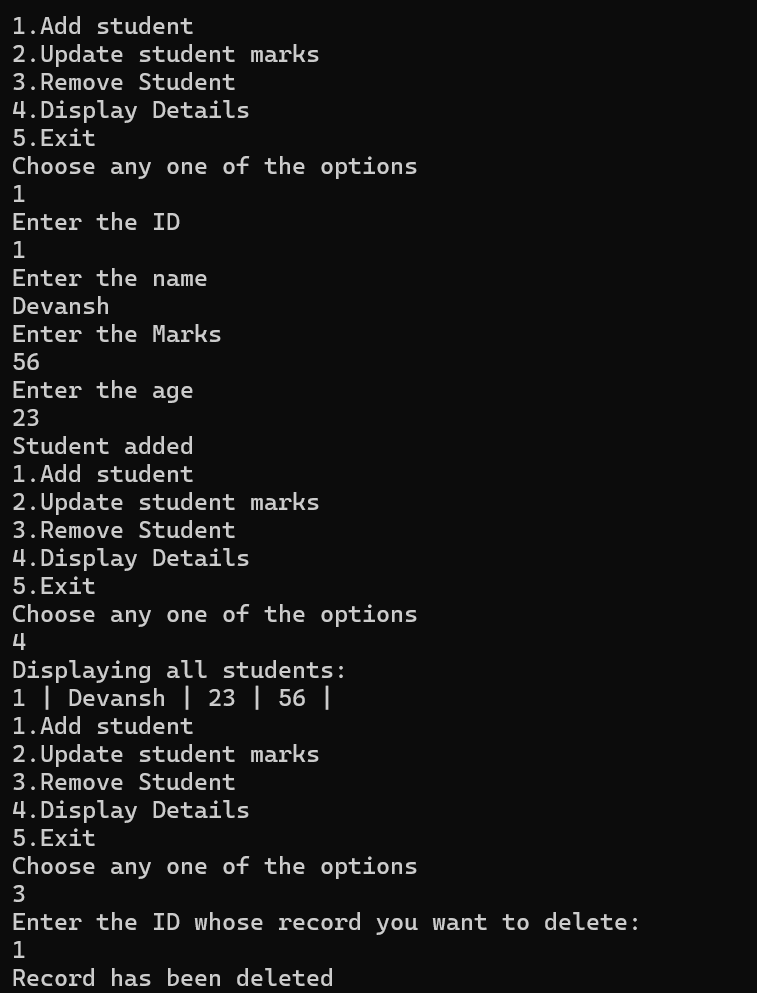 1.Add student
2.Update student marks
3.Remove Student
4.Display Details
5.Exit
Choose any one of the options
1
Enter the ID
1
Enter the name
Devansh
Enter the Marks
56
Enter the age
23
Student added
1.Add student
2.Update student marks
3.Remove Student
4.Display Details
5.Exit
Choose any one of the options
4
Displaying all students:
1 | Devansh | 23 | 56 |
1.Add student
2.Update student marks
3.Remove Student
4.Display Details
5.Exit
Choose any one of the options
3
Enter the ID whose record you want to delete:
1
Record has been deleted